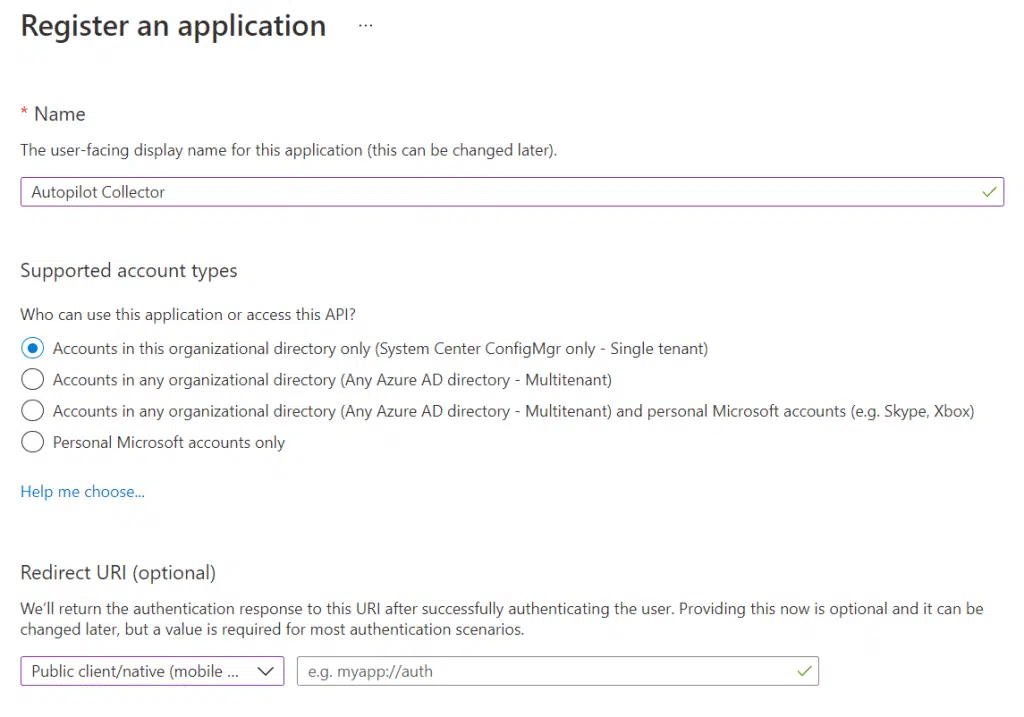 Register an application ...
* Name
The user-facing display name for this application (this can be changed later).
Autopilot Collector
Supported account types
Who can use this application or access this API?
Accounts in this organizational directory only (System Center ConfigMgr only - Single tenant)
Accounts in any organizational directory (Any Azure AD directory - Multitenant)
Accounts in any organizational directory (Any Azure AD directory - Multitenant) and personal Microsoft accounts (e.g. Skype, Xbox)
Personal Microsoft accounts only
Help me choose...
Redirect URI (optional)
We'll return the authentication response to this URI after successfully authenticating the user. Providing this now is optional and it can be
changed later, but a value is required for most authentication scenarios.
Public client/native (mobile ... e.g. myapp://auth